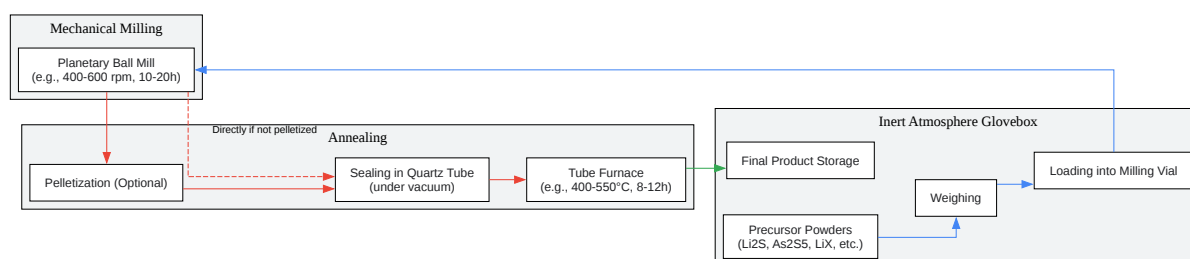 Mechanical Milling
Planetary Ball Mill
(e.g., 400-600 rpm, 10-20h)
Directly if not pelletized
Annealing
Pelletization (Optional)
Sealing in Quartz Tube
(under vacuum)
Tube Furnace
(e.g., 400-550°C, 8-12h)
Inert Atmosphere Glovebox
Final Product Storage
Loading into Milling Vial
Weighing
Precursor Powders
(Li2S, As2S5, LiX, etc.)